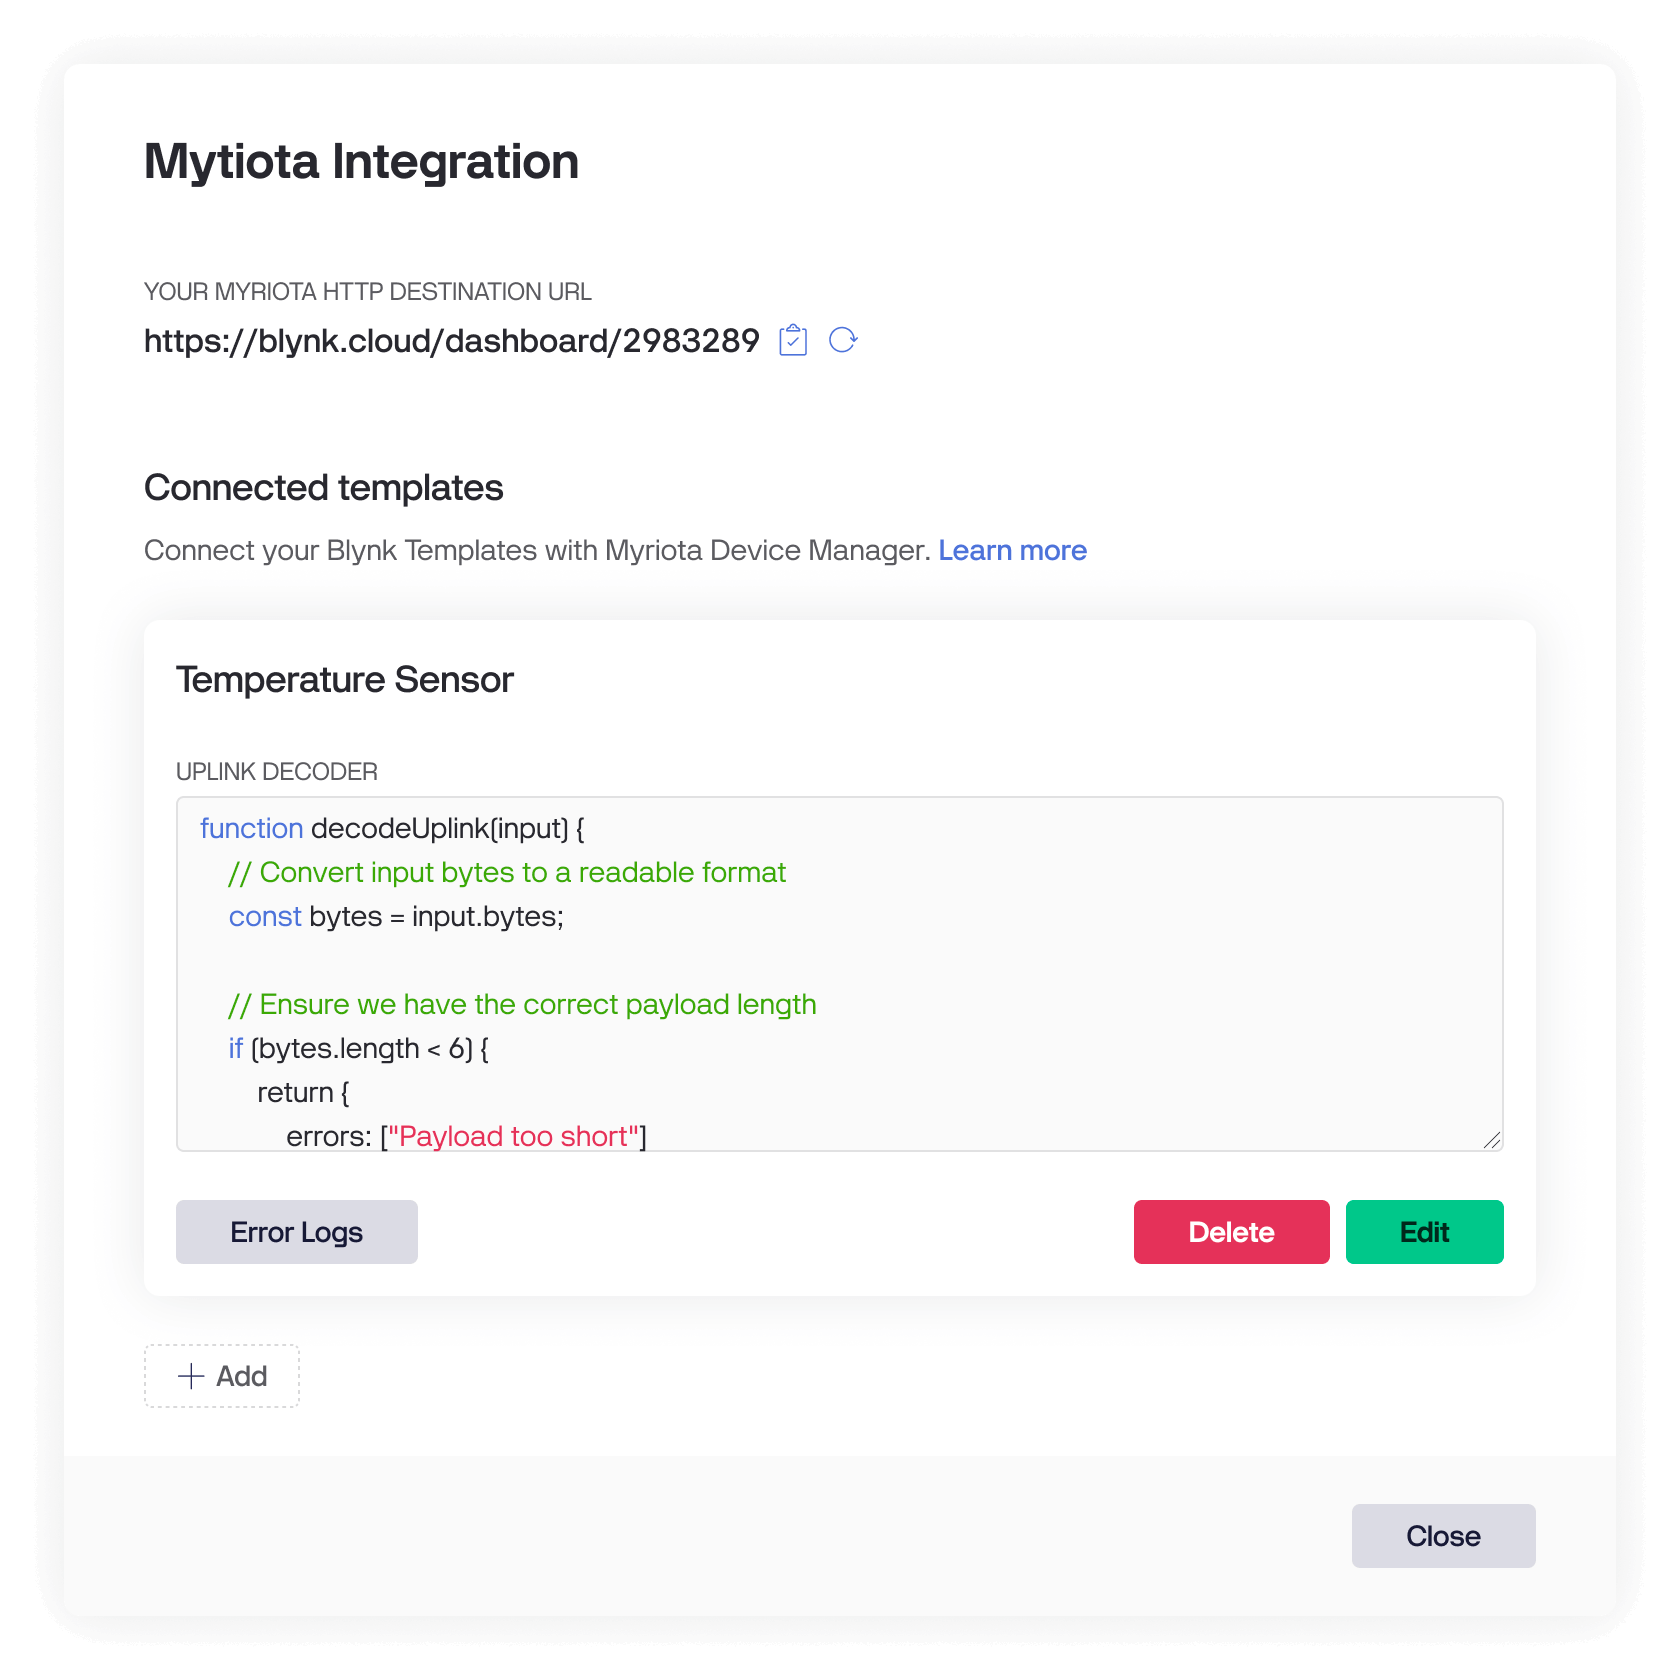 Mytiota Integration
YOUR MYRIOTA HTTP DESTINATION URL
https://blynk.cloud/dashboard/2983289
Connected templates
Connect your Blynk Templates with Myriota Device Manager. Learn more
Temperature Sensor
UPLINK DECODER
function decodeUplink(input) {
// Convert input bytes to a readable format
const bytes = input.bytes;
// Ensure we have the correct payload length
if (bytes.length < 6) {
return {
errors: ["Payload too short"]
Error Logs
Delete
Edit
Add
Close